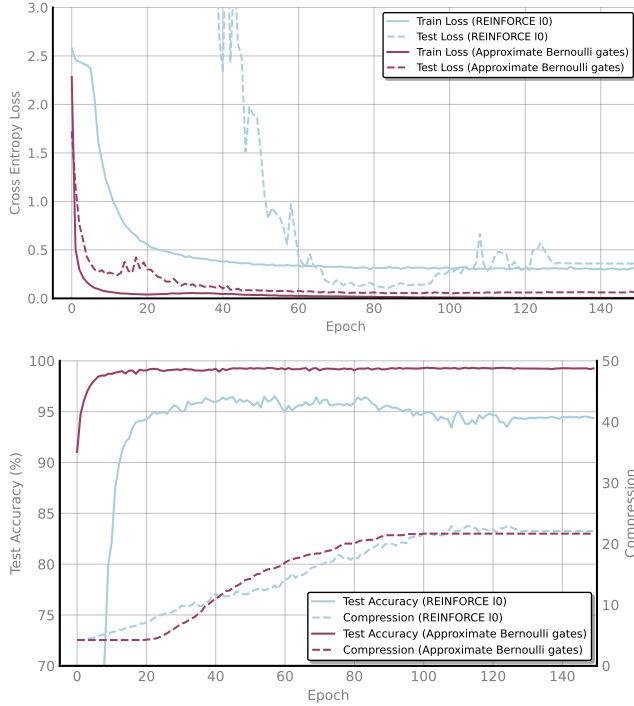 3.0
2.5
2.0
1.5
1.0
0.5
0.0
Cross Entropy Loss
Train Loss (REINFORCE l0)
Test Loss (REINFORCE l0)
Train Loss (Approximate Bernoulli gates)
Test Loss (Approximate Bernoulli gates)
0 20 40 60 80 100 120 140
Epoch
100
95
90
85
80
75
70
Test Accuracy (%)
50
40
30
20
10
0
Compression
Test Accuracy (REINFORCE l0)
Compression (REINFORCE l0)
Test Accuracy (Approximate Bernoulli gates)
Compression (Approximate Bernoulli gates)
0 20 40 60 80 100 120 140
Epoch